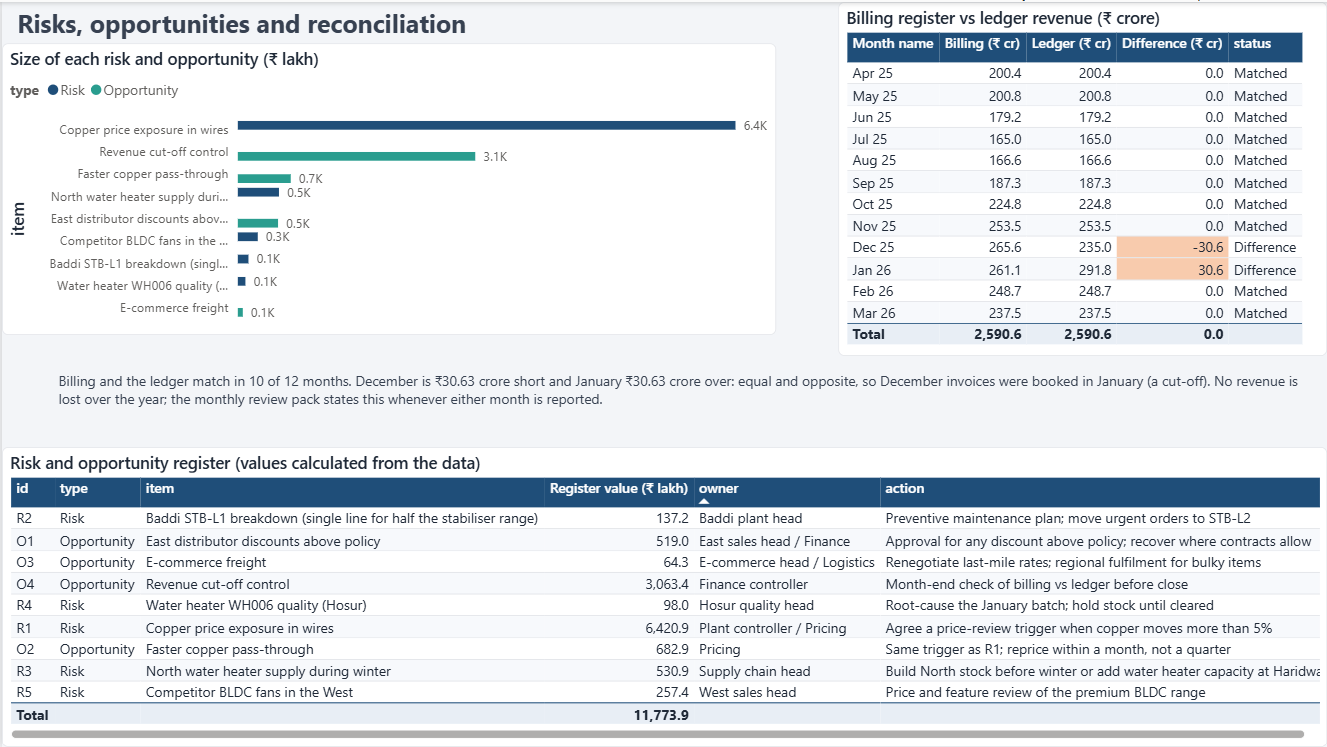 Risks, opportunities and reconciliation
Size of each risk and opportunity (₹ lakh)
type Risk Opportunity
item
Copper price exposure in wires 6.4K
Revenue cut-off control 3.1K
Faster copper pass-through 0.7K
North water heater supply duri... 0.5K
East distributor discounts abov... 0.5K
Competitor BLDC fans in the ... 0.3K
Baddi STB-L1 breakdown (singl... 0.1K
Water heater WH006 quality (... 0.1K
E-commerce freight 0.1K
Billing register vs ledger revenue (₹ crore)
Month name Billing (₹ cr) Ledger (₹ cr) Difference (₹ cr) status
Apr 25 200.4 200.4 0.0 Matched
May 25 200.8 200.8 0.0 Matched
Jun 25 179.2 179.2 0.0 Matched
Jul 25 165.0 165.0 0.0 Matched
Aug 25 166.6 166.6 0.0 Matched
Sep 25 187.3 187.3 0.0 Matched
Oct 25 224.8 224.8 0.0 Matched
Nov 25 253.5 253.5 0.0 Matched
Dec 25 265.6 235.0 -30.6 Difference
Jan 26 261.1 291.8 30.6 Difference
Feb 26 248.7 248.7 0.0 Matched
Mar 26 237.5 237.5 0.0 Matched
Total 2,590.6 2,590.6 0.0
Billing and the ledger match in 10 of 12 months. December is ₹30.63 crore short and January ₹30.63 crore over: equal and opposite, so December invoices were booked in January (a cut-off). No revenue is
lost over the year; the monthly review pack states this whenever either month is reported.
Risk and opportunity register (values calculated from the data)
id type item Register value (₹ lakh) owner action
R2 Risk Baddi STB-L1 breakdown (single line for half the stabiliser range) 137.2 Baddi plant head Preventive maintenance plan; move urgent orders to STB-L2
O1 Opportunity East distributor discounts above policy 519.0 East sales head / Finance Approval for any discount above policy; recover where contracts allow
O3 Opportunity E-commerce freight 64.3 E-commerce head / Logistics Renegotiate last-mile rates; regional fulfilment for bulky items
O4 Opportunity Revenue cut-off control 3,063.4 Finance controller Month-end check of billing vs ledger before close
R4 Risk Water heater WH006 quality (Hosur) 98.0 Hosur quality head Root-cause the January batch; hold stock until cleared
R1 Risk Copper price exposure in wires 6,420.9 Plant controller / Pricing Agree a price-review trigger when copper moves more than 5%
O2 Opportunity Faster copper pass-through 682.9 Pricing Same trigger as R1; reprice within a month, not a quarter
R3 Risk North water heater supply during winter 530.9 Supply chain head Build North stock before winter or add water heater capacity at Haridwa
R5 Risk Competitor BLDC fans in the West 257.4 West sales head Price and feature review of the premium BLDC range
Total 11,773.9